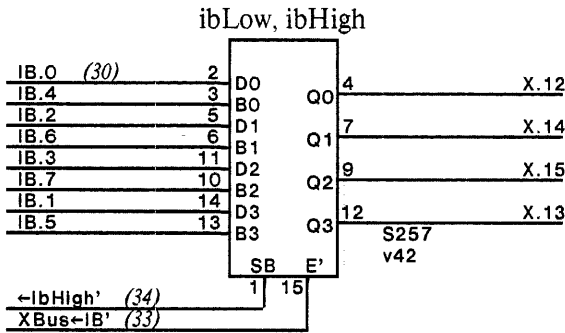 ibLow, ibHigh
IB.0 (30) 2 D0
IB.4 3 B0
IB.2 5 D1
IB.6 6 B1
IB.3 11 D2
IB.7 10 B2
IB.1 14 D3
IB.5 13 B3
Q0 4 X.12
Q1 7 X.14
Q2 9 X.15
Q3 12 X.13
S257
v42
SB E'
1 15
←IbHigh' (34)
XBus←IB' (33)